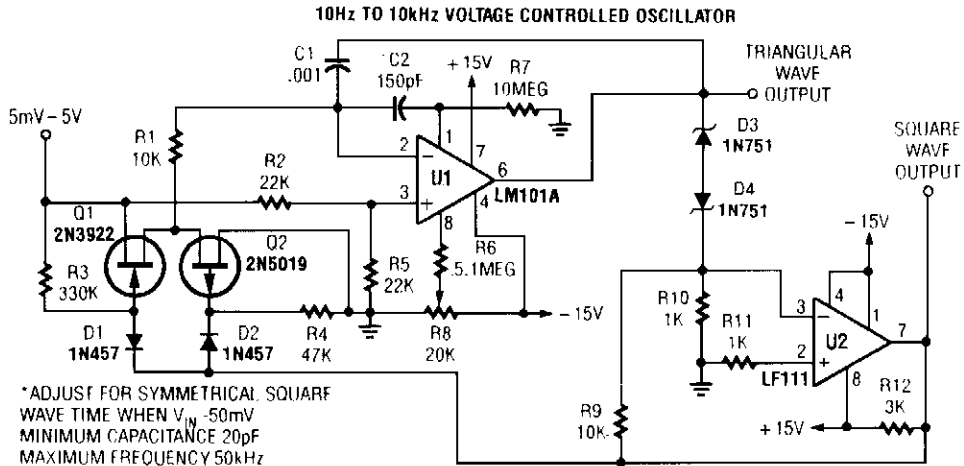 10Hz TO 10kHz VOLTAGE CONTROLLED OSCILLATOR
C1
.001
C2
150pF
+15V
R7
10MEG
TRIANGULAR
WAVE
OUTPUT
5mV-5V
R1
10K
R2
22K
1
2
-
7
6
3
+
U1
4
8
LM101A
D3
1N751
D4
1N751
SQUARE
WAVE
OUTPUT
Q1
2N3922
Q2
2N5019
R3
330K
R5
22K
R6
.5.1MEG
-15V
-15V
R4
47K
R8
20K
D1
1N457
D2
1N457
R10
1K
R11
1K
3
-
4
1
7
U2
2
+
8
LF111
R12
3K
R9
10K
+15V
*ADJUST FOR SYMMETRICAL SQUARE
WAVE TIME WHEN VIN -50mV
MINIMUM CAPACITANCE 20pF
MAXIMUM FREQUENCY 50kHz